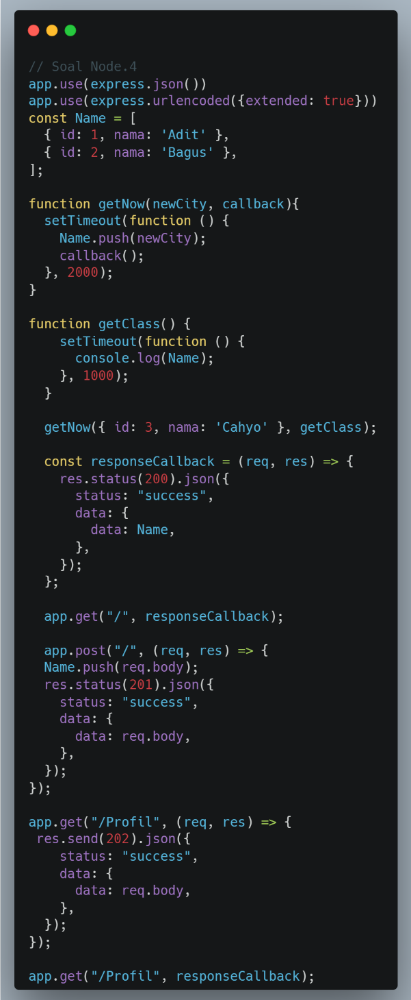 // Soal Node.4
app.use(express.json())
app.use(express.urlencoded({extended: true}))
const Name = [
  { id: 1, nama: 'Adit' },
  { id: 2, nama: 'Bagus' },
];

function getNow(newCity, callback){
  setTimeout(function () {
    Name.push(newCity);
    callback();
  }, 2000);
}

function getClass() {
    setTimeout(function () {
      console.log(Name);
    }, 1000);
  }

  getNow({ id: 3, nama: 'Cahyo' }, getClass);

  const responseCallback = (req, res) => {
    res.status(200).json({
      status: "success",
      data: {
        data: Name,
      },
    });
  };

  app.get("/", responseCallback);

  app.post("/", (req, res) => {
  Name.push(req.body);
  res.status(201).json({
    status: "success",
    data: {
      data: req.body,
    },
  });
});

app.get("/Profil", (req, res) => {
 res.send(202).json({
    status: "success",
    data: {
      data: req.body,
    },
  });
});

app.get("/Profil", responseCallback);